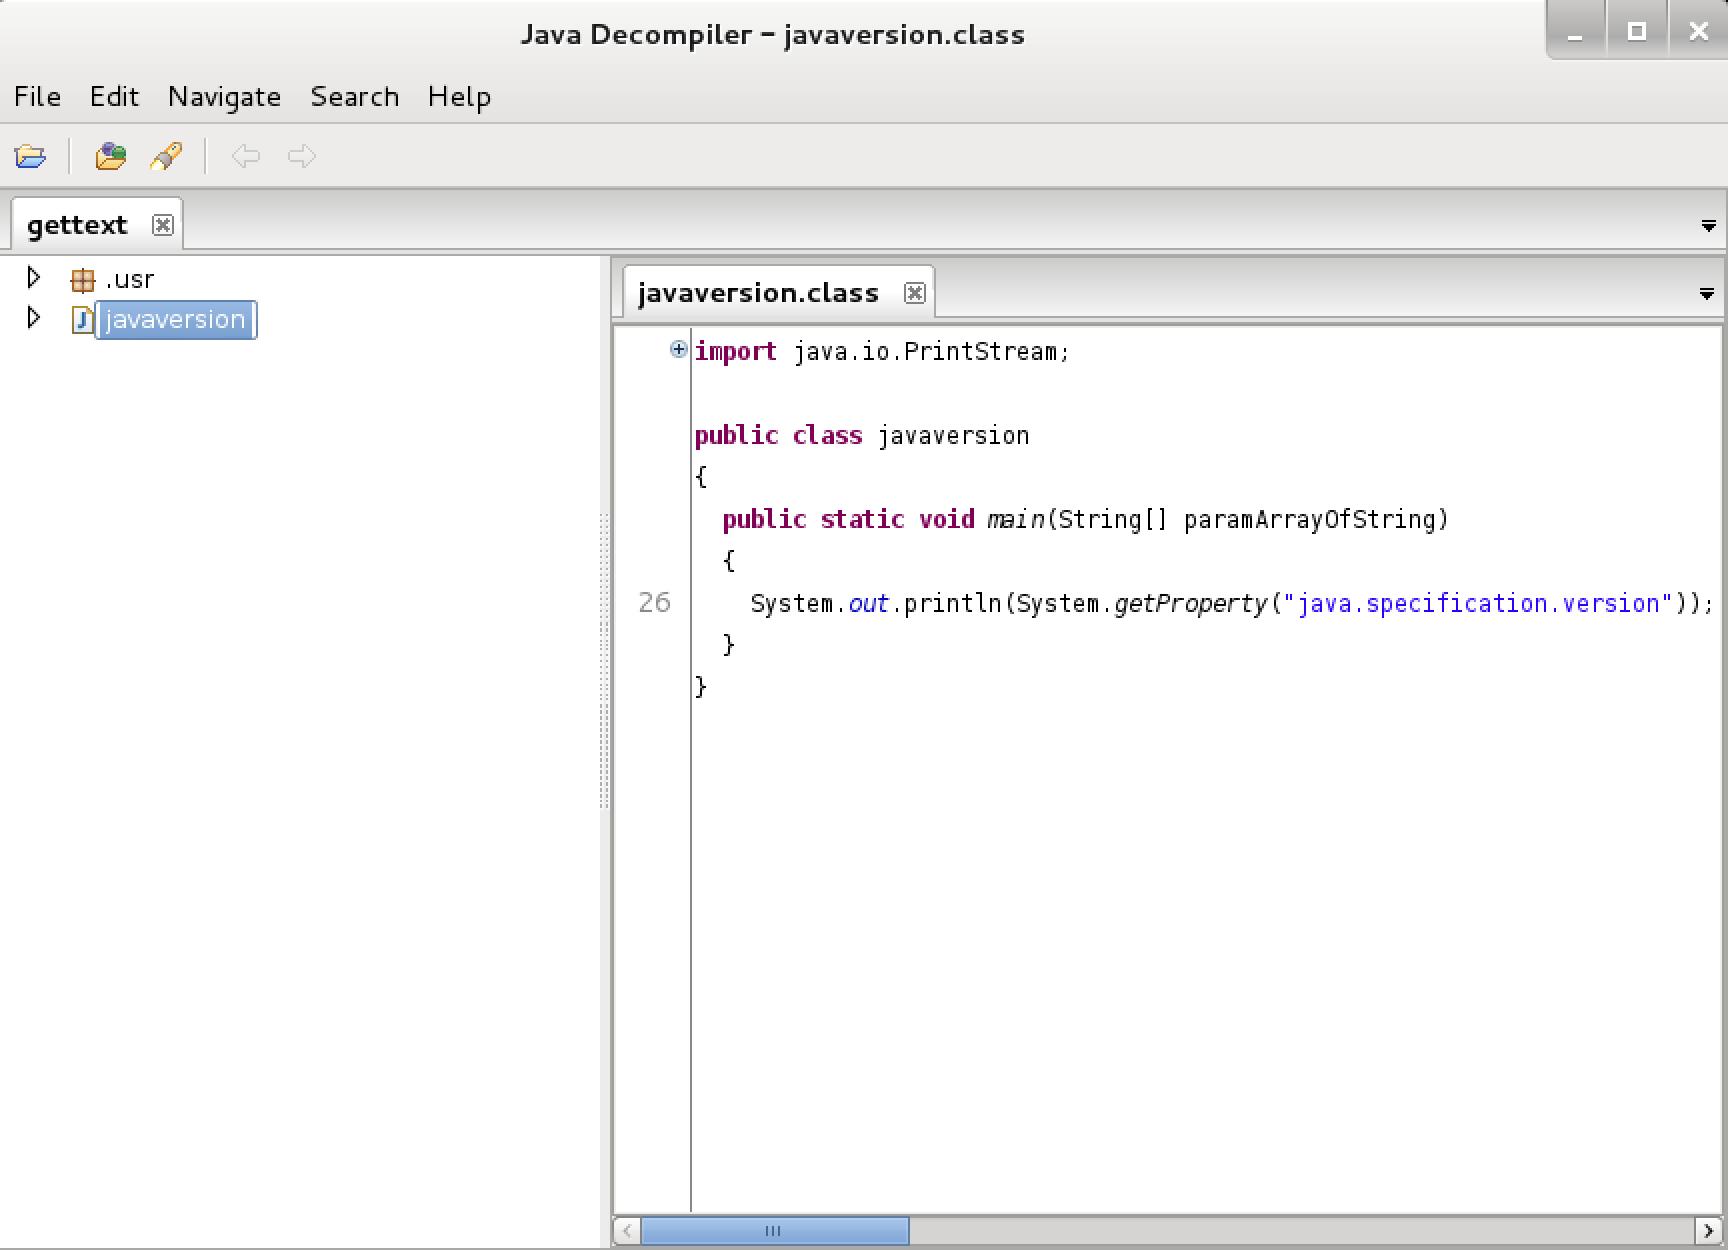 Java Decompiler – javaversion.class
File Edit Navigate Search Help
gettext
.usr
javaversion
javaversion.class
import java.io.PrintStream;
public class javaversion
{
public static void main(String[] paramArrayOfString)
{
26 System.out.println(System.getProperty("java.specification.version"));
}
}